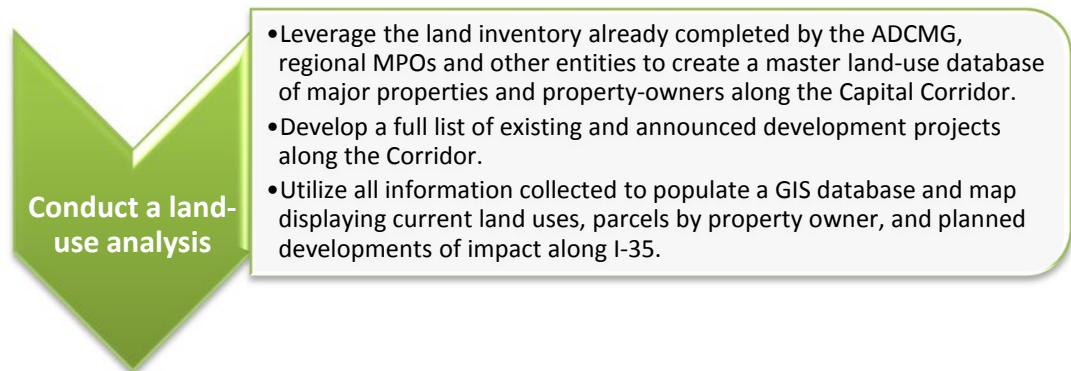 Conduct a land-
use analysis
•Leverage the land inventory already completed by the ADCMG,
regional MPOs and other entities to create a master land-use database
of major properties and property-owners along the Capital Corridor.
•Develop a full list of existing and announced development projects
along the Corridor.
•Utilize all information collected to populate a GIS database and map
displaying current land uses, parcels by property owner, and planned
developments of impact along I-35.